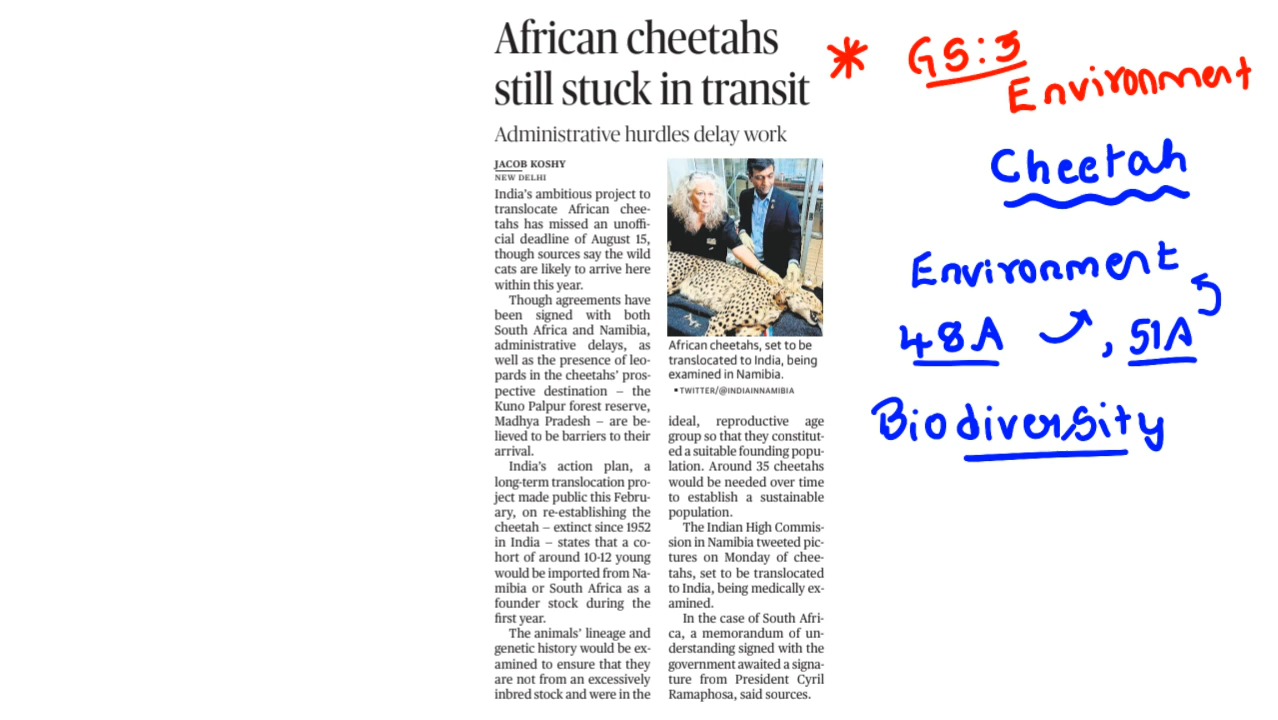 African cheetahs
still stuck in transit
Administrative hurdles delay work
JACOB KOSHY
NEW DELHI
India's ambitious project to
translocate African chee-
tahs has missed an unoffi-
cial deadline of August 15,
though sources say the wild
cats are likely to arrive here
within this year.
Though agreements have
been signed with both
South Africa and Namibia,
administrative delays, as
well as the presence of leo-
pards in the cheetahs' pros-
pective destination – the
Kuno Palpur forest reserve,
Madhya Pradesh – are be-
lieved to be barriers to their
arrival.
India's action plan, a
long-term translocation pro-
ject made public this Febru-
ary, on re-establishing the
cheetah – extinct since 1952
in India – states that a co-
hort of around 10-12 young
would be imported from Na-
mibia or South Africa as a
founder stock during the
first year.
The animals' lineage and
genetic history would be ex-
amined to ensure that they
are not from an excessively
inbred stock and were in the
African cheetahs, set to be
translocated to India, being
examined in Namibia.
▪ TWITTER/@INDIAINNAMIBIA
ideal, reproductive age
group so that they constitut-
ed a suitable founding popu-
lation. Around 35 cheetahs
would be needed over time
to establish a sustainable
population.
The Indian High Commis-
sion in Namibia tweeted pic-
tures on Monday of chee-
tahs, set to be translocated
to India, being medically ex-
amined.
In the case of South Afri-
ca, a memorandum of un-
derstanding signed with the
government awaited a signa-
ture from President Cyril
Ramaphosa, said sources.
* GS:3
Environment
Cheetah
Environment
48A , 51A
Biodiversity